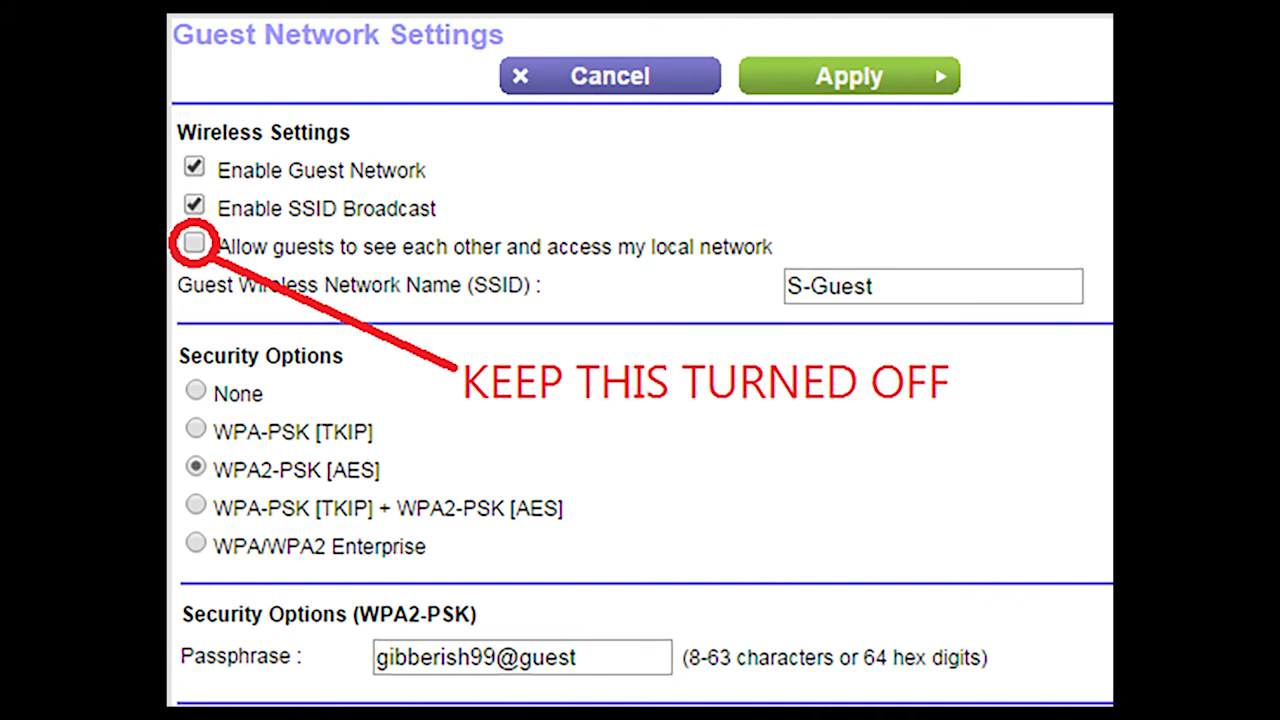 Guest Network Settings
Cancel
Apply
Wireless Settings
Enable Guest Network
Enable SSID Broadcast
Allow guests to see each other and access my local network
Guest Wireless Network Name (SSID) : S-Guest
Security Options
None
KEEP THIS TURNED OFF
WPA-PSK [TKIP]
WPA2-PSK [AES]
WPA-PSK [TKIP] + WPA2-PSK [AES]
WPA/WPA2 Enterprise
Security Options (WPA2-PSK)
Passphrase : gibberish99@guest (8-63 characters or 64 hex digits)